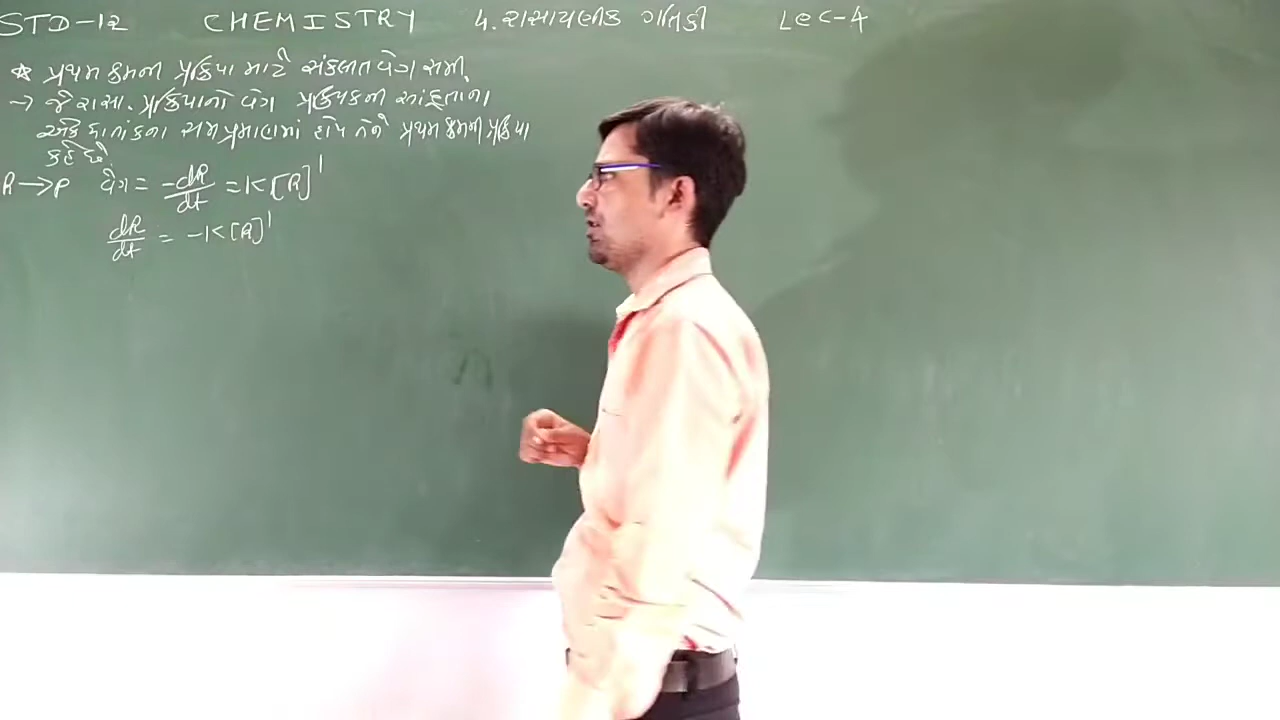 STD-12 CHEMISTRY 4. રાસાયણીક ગતિકી Lec-4
* પ્રથમ ક્રમની પ્રક્રિયા માટે સંકલીત વેગ સમી.
→ જે રાસા. પ્રક્રિયાનો વેગ પ્રક્રિયકની સાંદ્રતાના
એક ઘાતાંકના સમપ્રમાણમાં હોય તેને પ્રથમ ક્રમની પ્રક્રિયા
કહે છે.
R → P વેગ = -dR/dt = K[R]¹
dR/dt = -K[R]¹